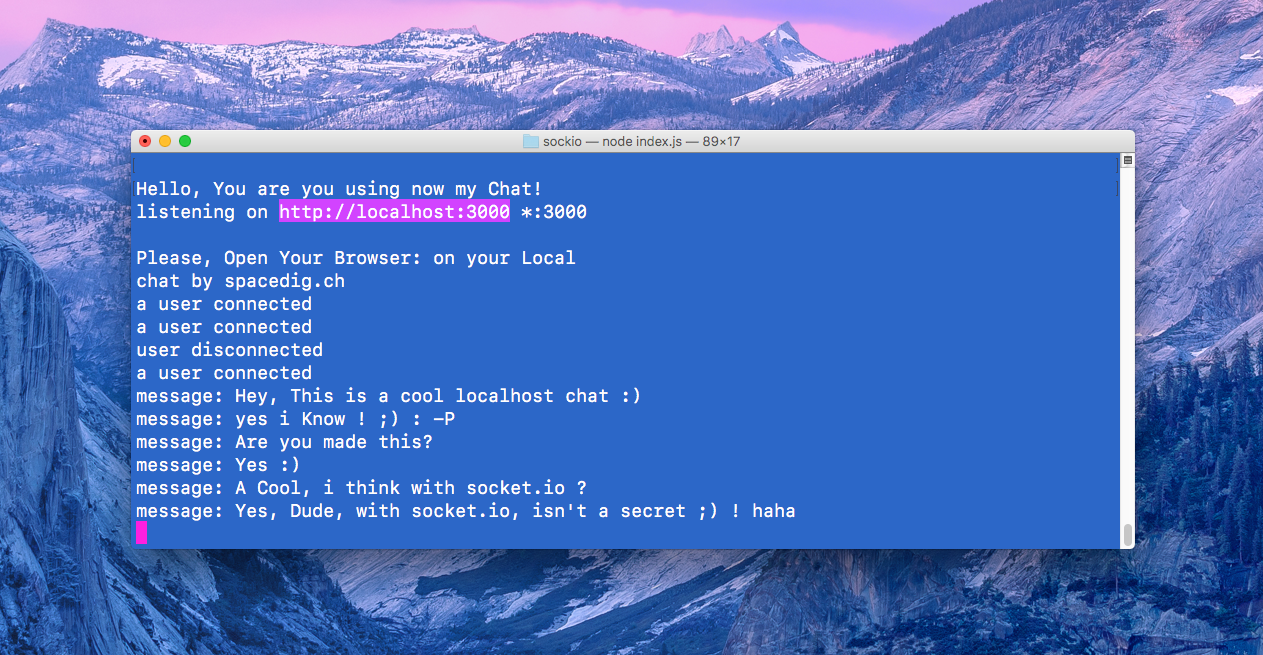 sockio — node index.js — 89×17
Hello, You are you using now my Chat!
listening on http://localhost:3000 *:3000
Please, Open Your Browser: on your Local
chat by spacedig.ch
a user connected
a user connected
user disconnected
a user connected
message: Hey, This is a cool localhost chat :)
message: yes i Know ! ;) : -P
message: Are you made this?
message: Yes :)
message: A Cool, i think with socket.io ?
message: Yes, Dude, with socket.io, isn't a secret ;) ! haha